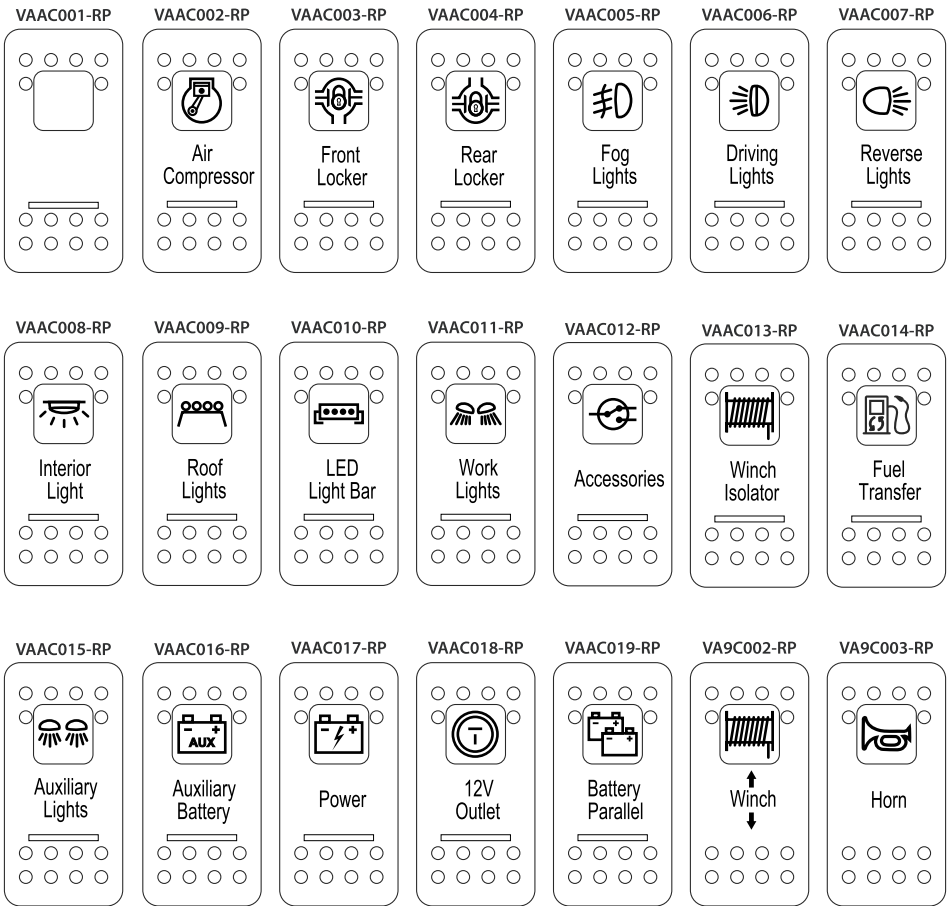 VAAC001-RP VAAC002-RP VAAC003-RP VAAC004-RP VAAC005-RP VAAC006-RP VAAC007-RP
Air
Compressor
Front
Locker
Rear
Locker
Fog
Lights
Driving
Lights
Reverse
Lights
VAAC008-RP VAAC009-RP VAAC010-RP VAAC011-RP VAAC012-RP VAAC013-RP VAAC014-RP
Interior
Light
Roof
Lights
LED
Light Bar
Work
Lights
Accessories
Winch
Isolator
Fuel
Transfer
VAAC015-RP VAAC016-RP VAAC017-RP VAAC018-RP VAAC019-RP VA9C002-RP VA9C003-RP
Auxiliary
Lights
AUX
Auxiliary
Battery
Power
12V
Outlet
Battery
Parallel
Winch
Horn